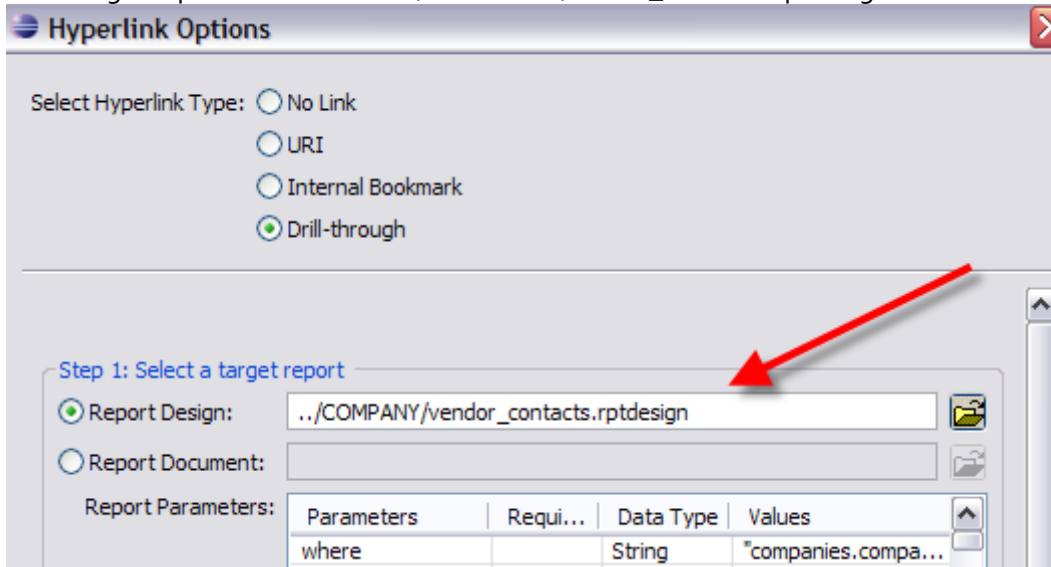 Hyperlink Options
Select Hyperlink Type: No Link
URI
Internal Bookmark
Drill-through
Step 1: Select a target report
Report Design: ../COMPANY/vendor_contacts.rptdesign
Report Document:
Report Parameters: Parameters Requi... Data Type Values
where String "companies.compa...